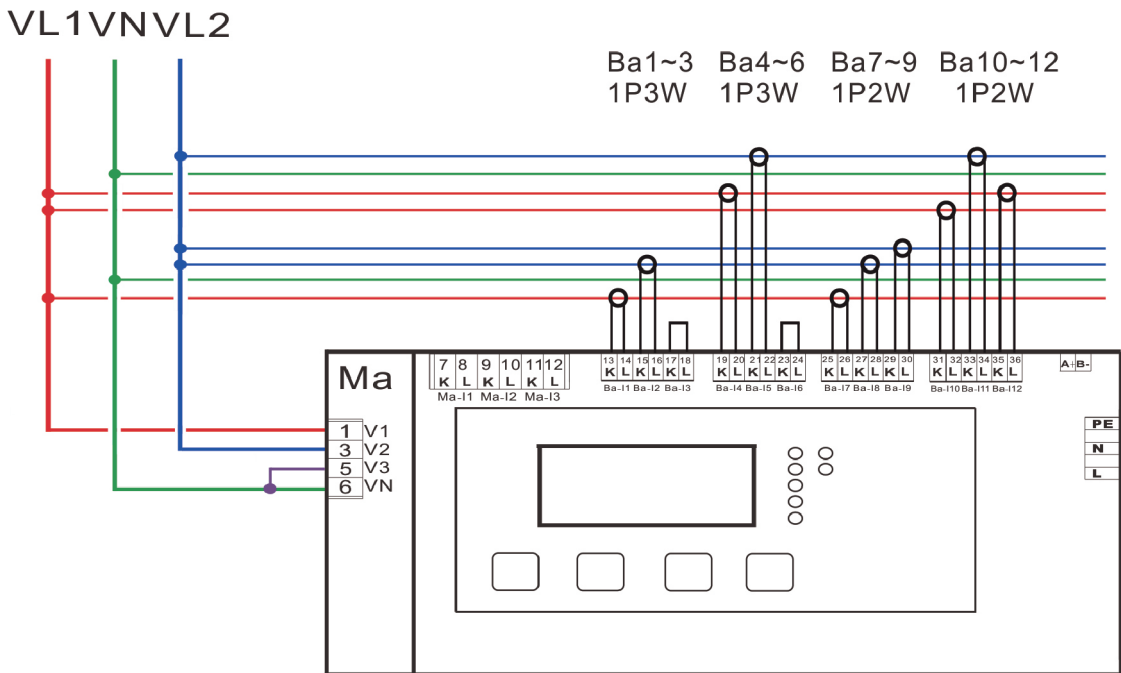 VL1 VN VL2
Ba1~3 Ba4~6 Ba7~9 Ba10~12
1P3W 1P3W 1P2W 1P2W
Ma
7 8 9 10 11 12
K L K L K L
Ma-I1 Ma-I2 Ma-I3
13 14 15 16 17 18
K L K L K L
Ba-I1 Ba-I2 Ba-I3
19 20 21 22 23 24
K L K L K L
Ba-I4 Ba-I5 Ba-I6
25 26 27 28 29 30
K L K L K L
Ba-I7 Ba-I8 Ba-I9
31 32 33 34 35 36
K L K L K L
Ba-I10 Ba-I11 Ba-I12
A+ B-
1 V1
3 V2
5 V3
6 VN
PE
N
L